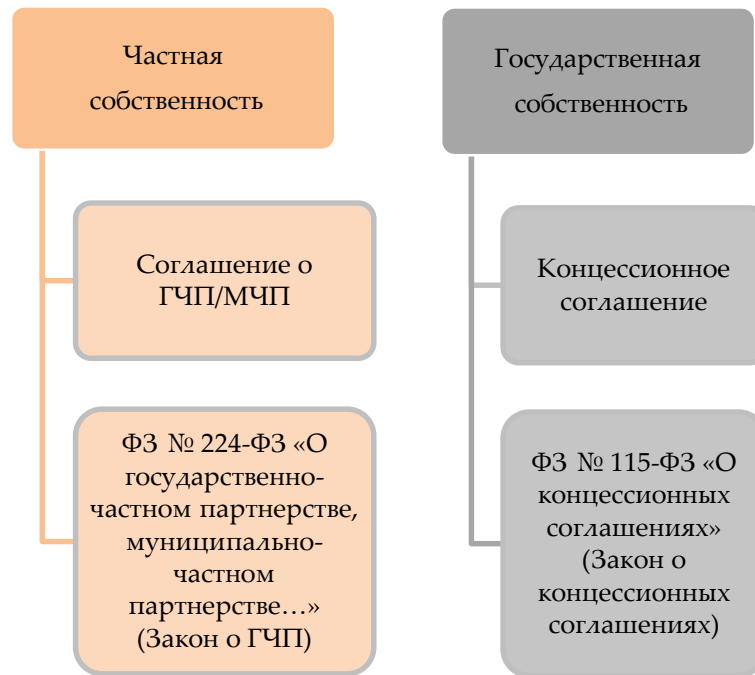 Частная
собственность
Соглашение о
ГЧП/МЧП
ФЗ № 224-ФЗ «О
государственно-
частном партнерстве,
муниципально-
частном
партнерстве…»
(Закон о ГЧП)
Государственная
собственность
Концессионное
соглашение
ФЗ № 115-ФЗ «О
концессионных
соглашениях»
(Закон о
концессионных
соглашениях)